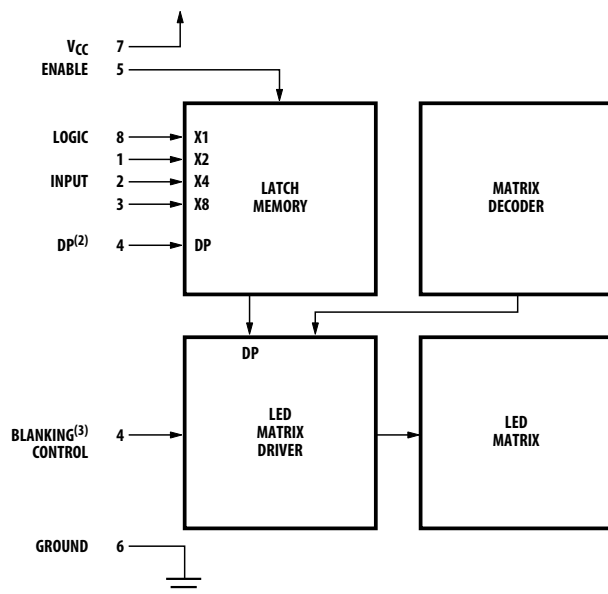 VCC 7
ENABLE 5
LOGIC 8 X1
1 X2
INPUT 2 X4
3 X8
DP(2) 4 DP
LATCH
MEMORY
MATRIX
DECODER
DP
BLANKING(3) 4
CONTROL
LED
MATRIX
DRIVER
LED
MATRIX
GROUND 6